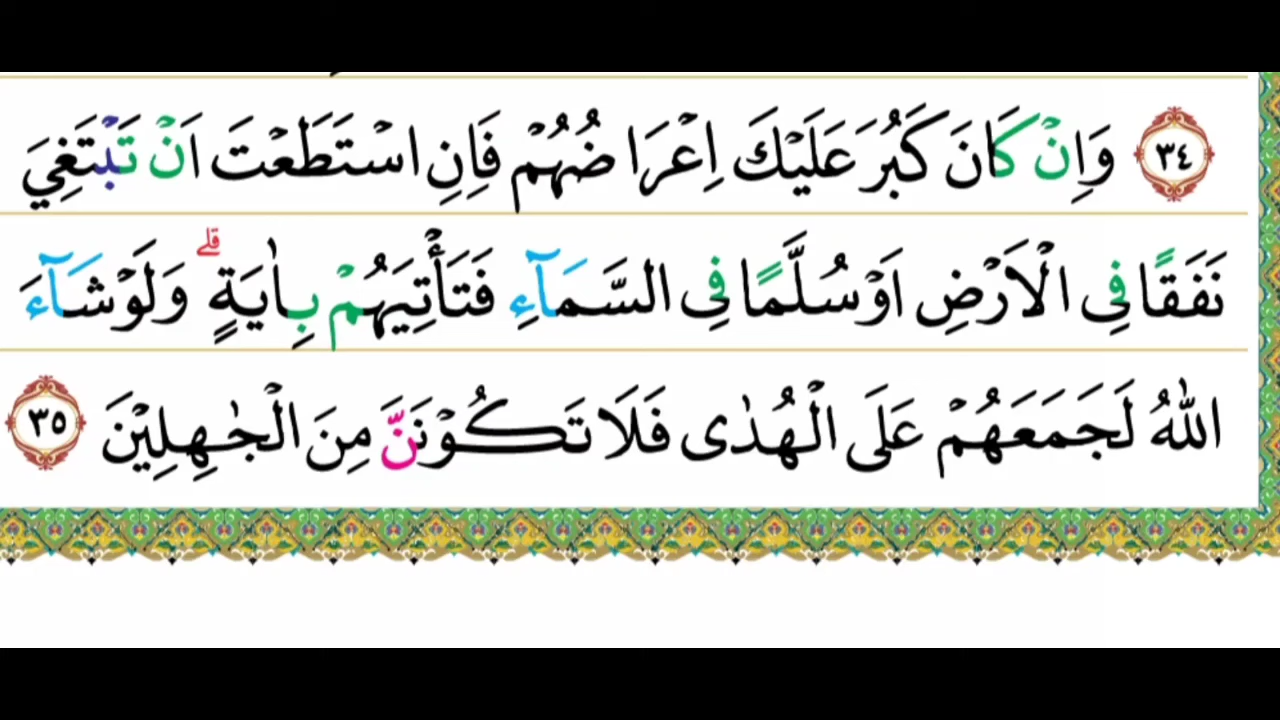 ٣٤ وَاِنۡ كَانَ كَبُرَ عَلَيۡكَ اِعۡرَاضُهُمۡ فَاِنِ اسۡتَطَعۡتَ اَنۡ تَبۡتَغِىَ
نَفَقًا فِى الۡاَرۡضِ اَوۡ سُلَّمًا فِى السَّمَآءِ فَتَاۡتِيَهُمۡ بِاٰيَةٍ‌ ؕ وَلَوۡ شَآءَ
اللّٰهُ لَجَمَعَهُمۡ عَلَى الۡهُدٰى فَلَا تَكُوۡنَنَّ مِنَ الۡجٰهِلِيۡنَ ٣٥